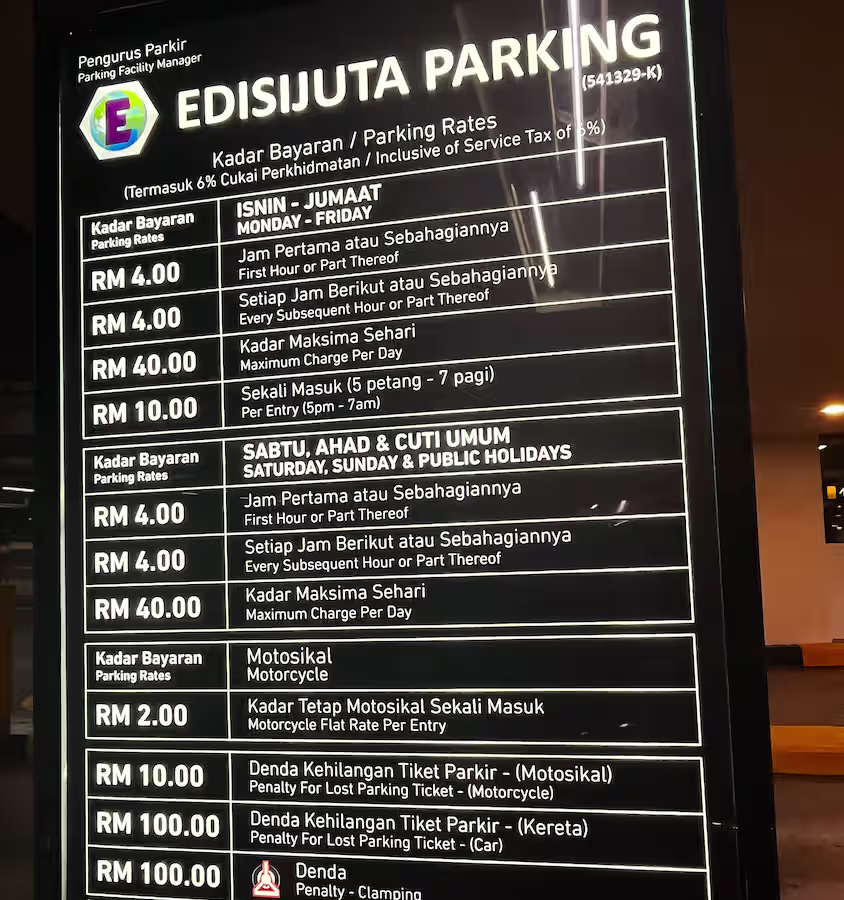 Pengurus Parkir
Parking Facility Manager
E
EDISIJUTA PARKING
(541329-K)
Kadar Bayaran / Parking Rates
(Termasuk 6% Cukai Perkhidmatan / Inclusive of Service Tax of 6%)
Kadar Bayaran
Parking Rates
ISNIN - JUMAAT
MONDAY - FRIDAY
RM 4.00
Jam Pertama atau Sebahagiannya
First Hour or Part Thereof
RM 4.00
Setiap Jam Berikut atau Sebahagiannya
Every Subsequent Hour or Part Thereof
RM 40.00
Kadar Maksima Sehari
Maximum Charge Per Day
RM 10.00
Sekali Masuk (5 petang - 7 pagi)
Per Entry (5pm - 7am)
Kadar Bayaran
Parking Rates
SABTU, AHAD & CUTI UMUM
SATURDAY, SUNDAY & PUBLIC HOLIDAYS
RM 4.00
Jam Pertama atau Sebahagiannya
First Hour or Part Thereof
RM 4.00
Setiap Jam Berikut atau Sebahagiannya
Every Subsequent Hour or Part Thereof
RM 40.00
Kadar Maksima Sehari
Maximum Charge Per Day
Kadar Bayaran
Parking Rates
Motosikal
Motorcycle
RM 2.00
Kadar Tetap Motosikal Sekali Masuk
Motorcycle Flat Rate Per Entry
RM 10.00
Denda Kehilangan Tiket Parkir - (Motosikal)
Penalty For Lost Parking Ticket - (Motorcycle)
RM 100.00
Denda Kehilangan Tiket Parkir - (Kereta)
Penalty For Lost Parking Ticket - (Car)
RM 100.00
Denda
Penalty - Clamping